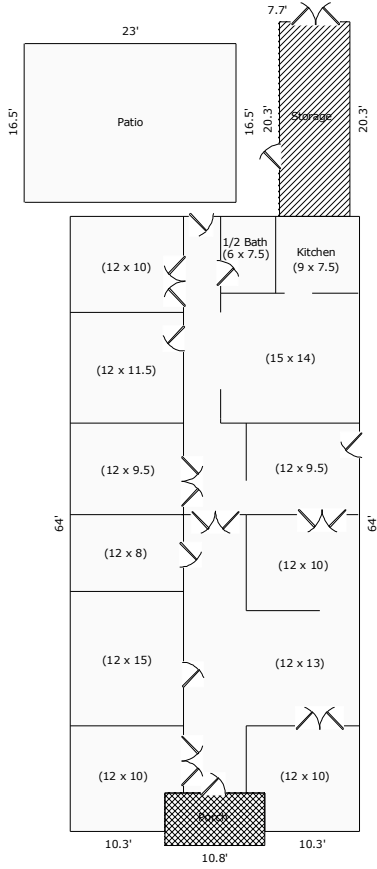 7.7'
23'
16.5'
Patio
16.5'
20.3'
Storage
20.3'
1/2 Bath
(6 x 7.5)
Kitchen
(9 x 7.5)
(12 x 10)
(15 x 14)
(12 x 11.5)
(12 x 9.5)
(12 x 9.5)
64'
64'
(12 x 8)
(12 x 10)
(12 x 15)
(12 x 13)
(12 x 10)
(12 x 10)
Porch
10.3'
10.8'
10.3'